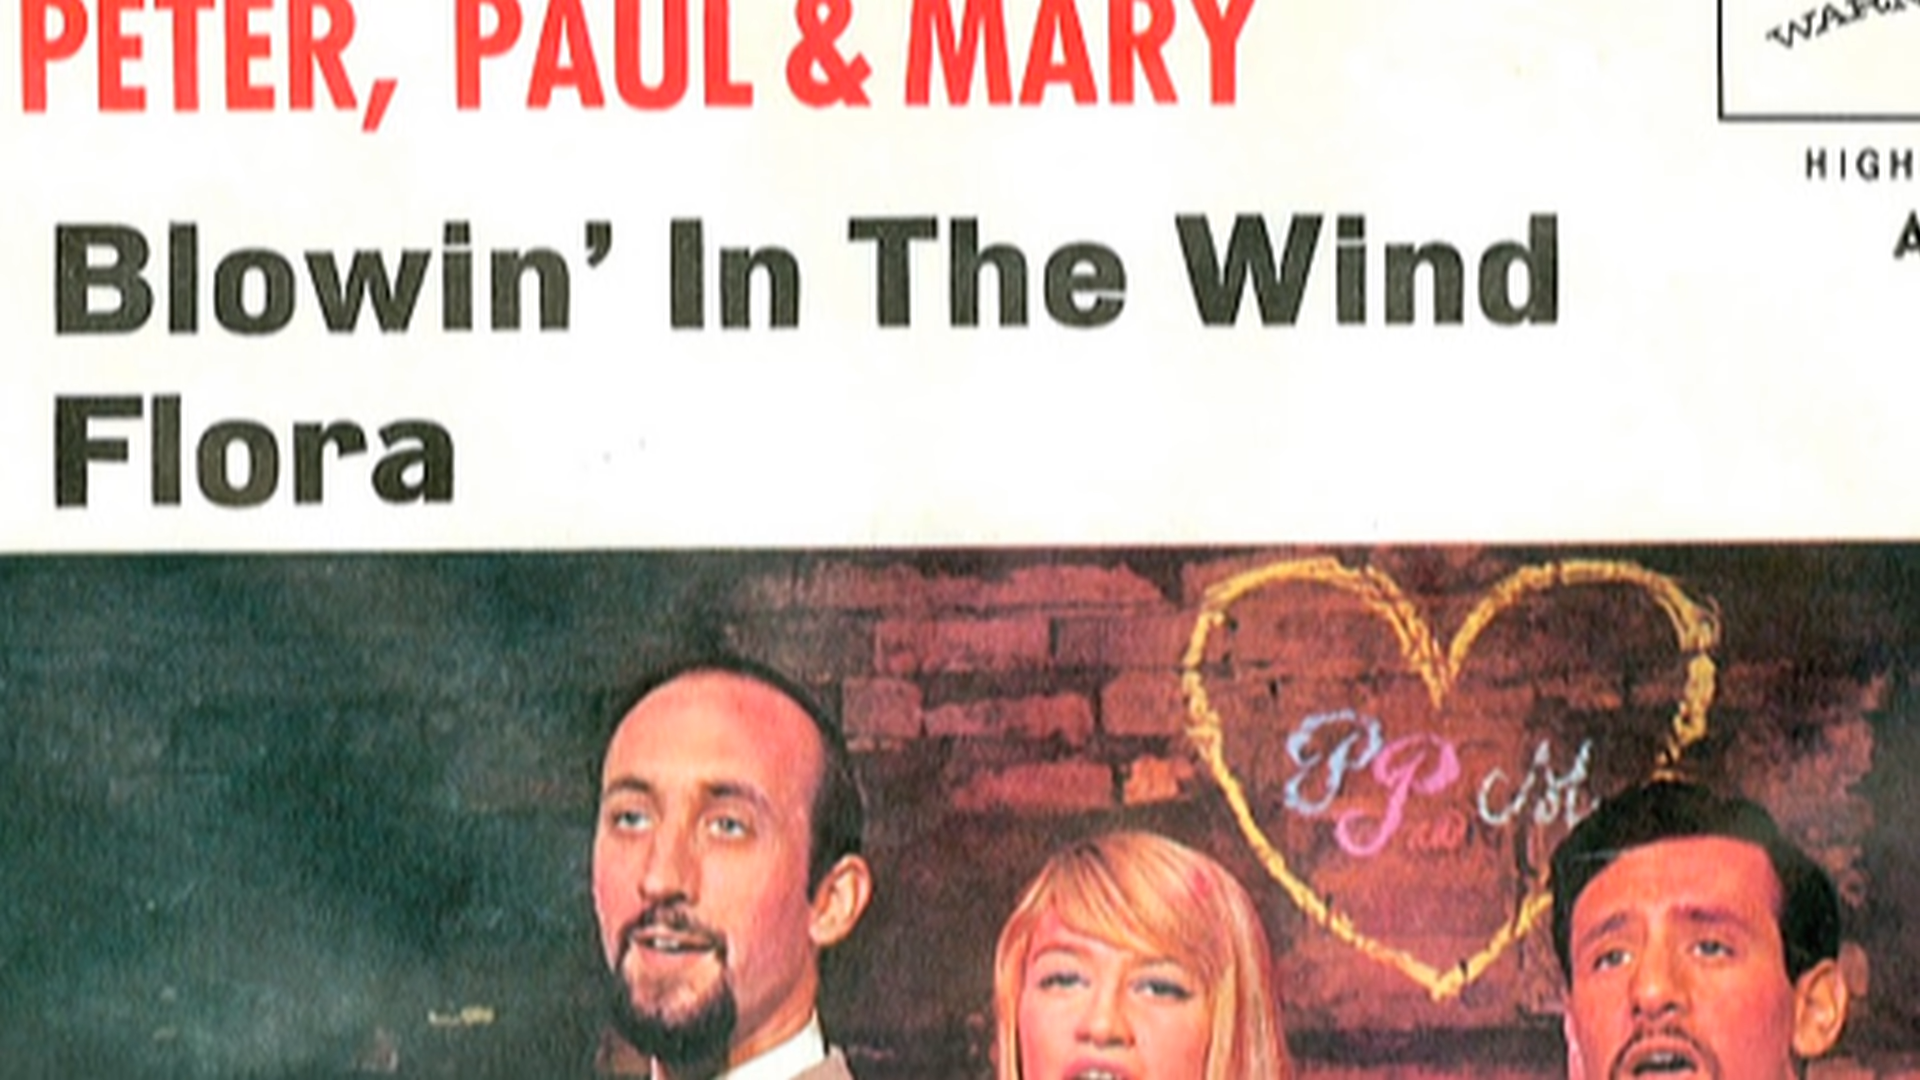 PETER, PAUL & MARY
Blowin' In The Wind
Flora
HIGH
P P M